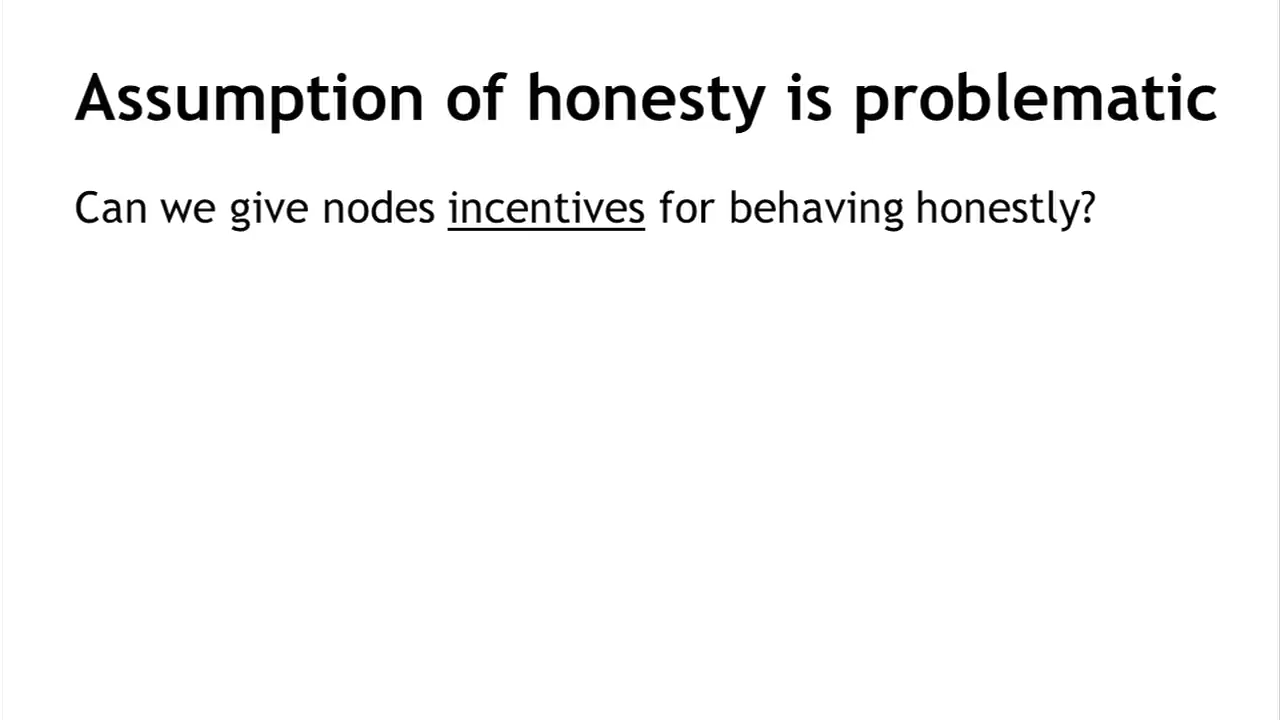 Assumption of honesty is problematic
Can we give nodes incentives for behaving honestly?